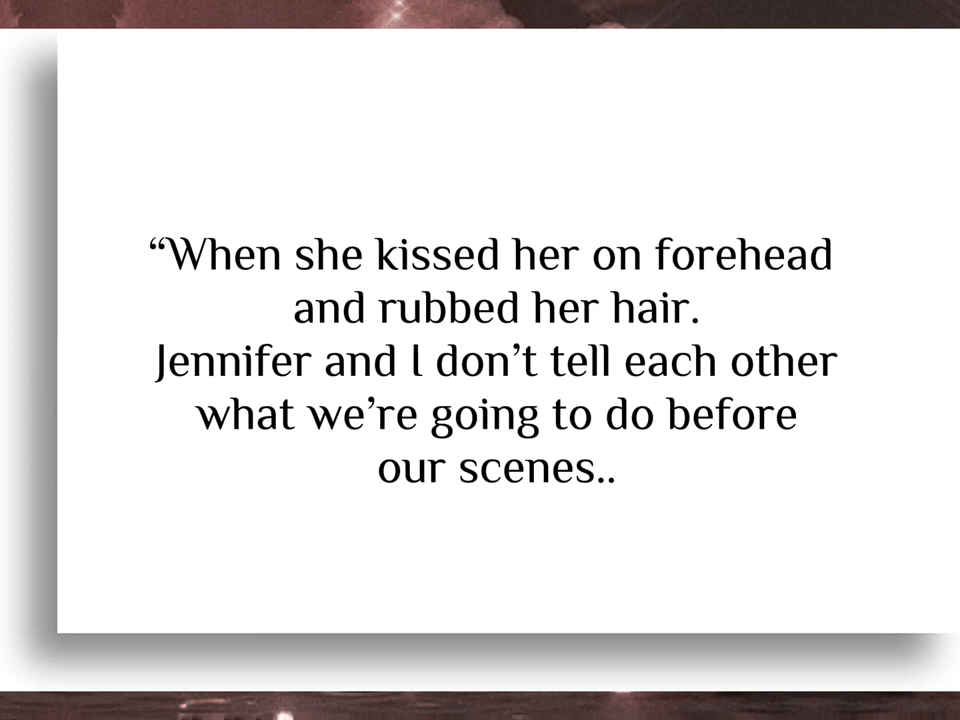 “When she kissed her on forehead
and rubbed her hair.
Jennifer and I don’t tell each other
what we’re going to do before
our scenes..